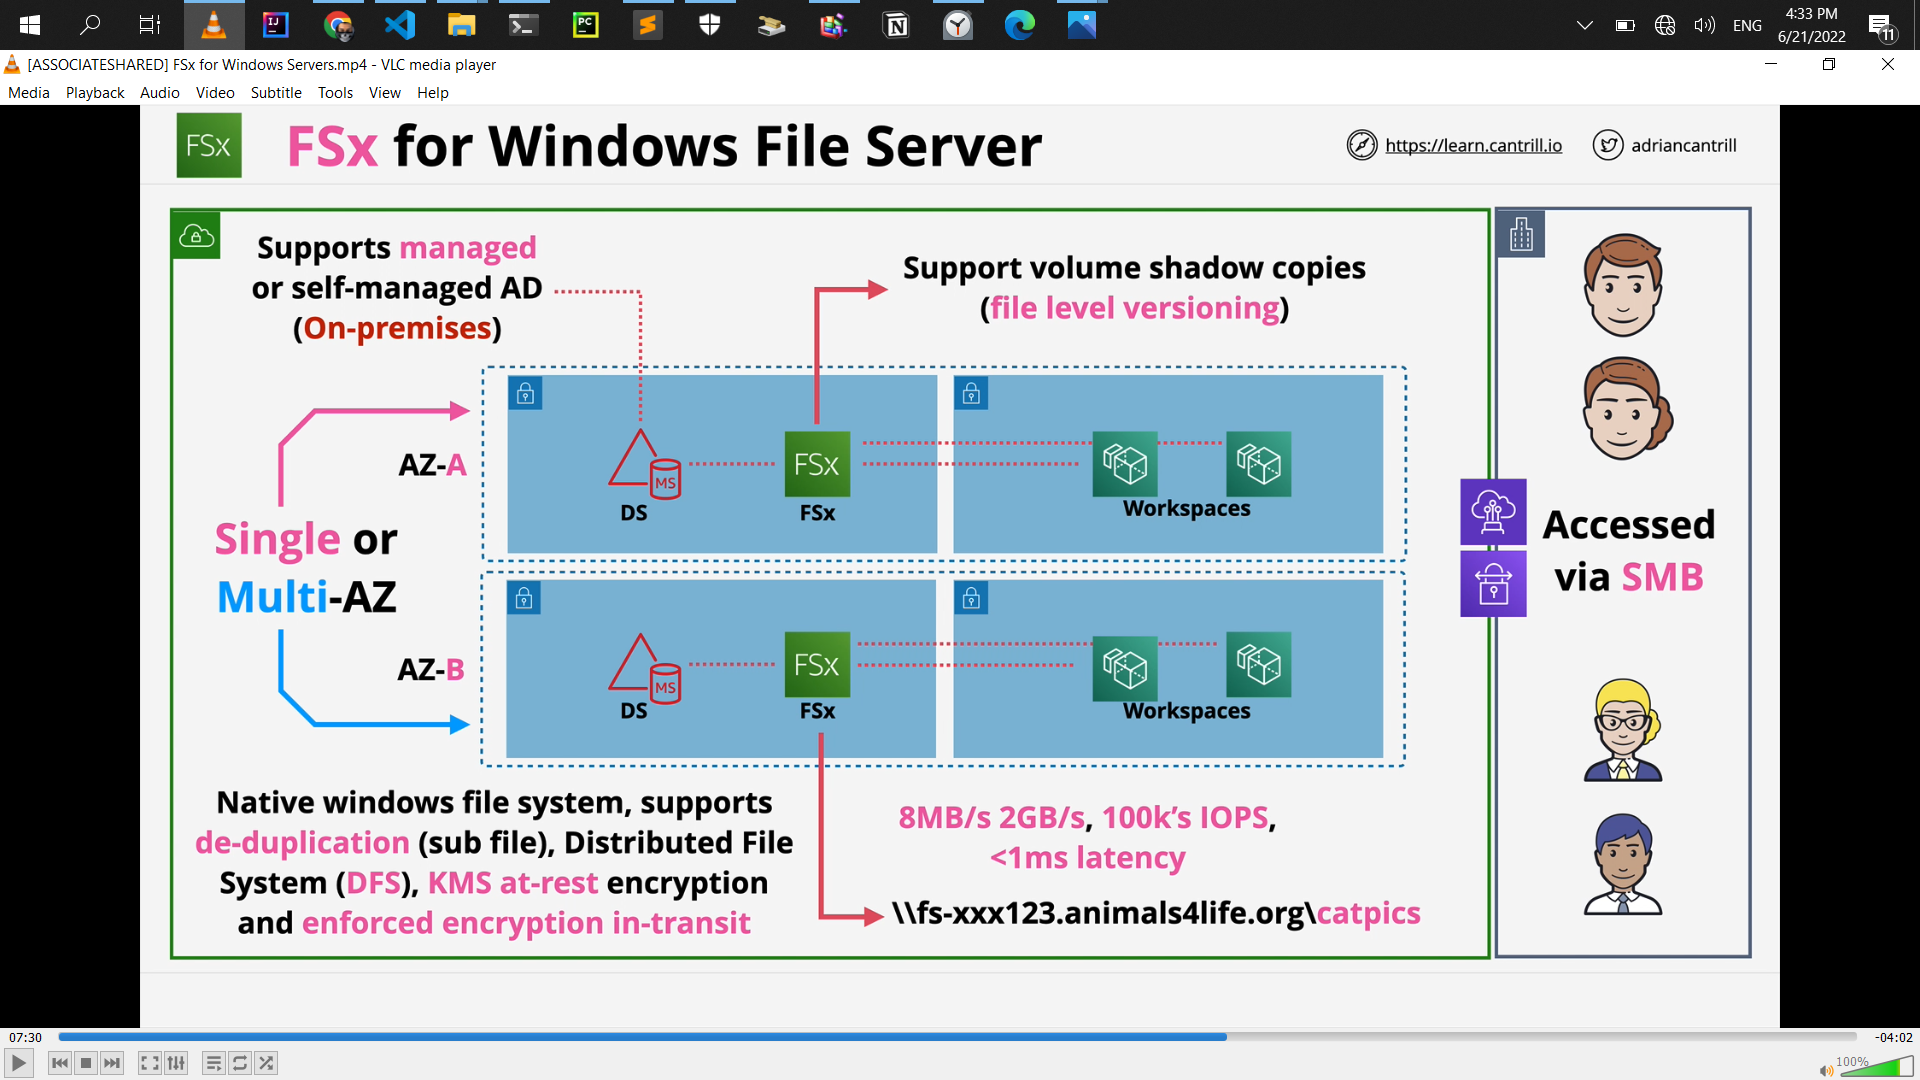 ENG
4:33 PM
6/21/2022
11
[ASSOCIATESHARED] FSx for Windows Servers.mp4 - VLC media player
Media Playback Audio Video Subtitle Tools View Help
FSx
FSx for Windows File Server
https://learn.cantrill.io
adriancantrill
Supports managed
or self-managed AD
(On-premises)
Support volume shadow copies
(file level versioning)
AZ-A
MS
DS
FSx
FSx
Workspaces
Single or
Multi-AZ
Accessed
via SMB
AZ-B
MS
DS
FSx
FSx
Workspaces
Native windows file system, supports
de-duplication (sub file), Distributed File
System (DFS), KMS at-rest encryption
and enforced encryption in-transit
8MB/s 2GB/s, 100k's IOPS,
<1ms latency
\\fs-xxx123.animals4life.org\catpics
07:30
-04:02
100%